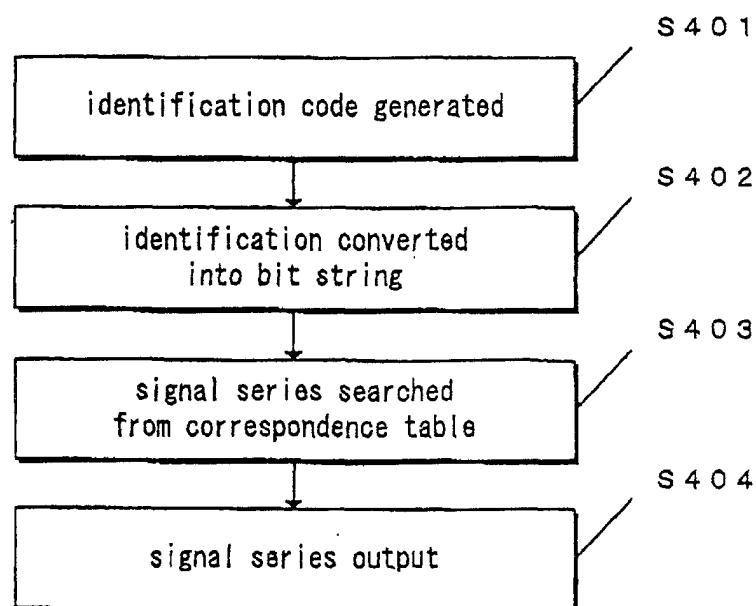 S401
identification code generated
S402
identification converted
into bit string
S403
signal series searched
from correspondence table
S404
signal series output